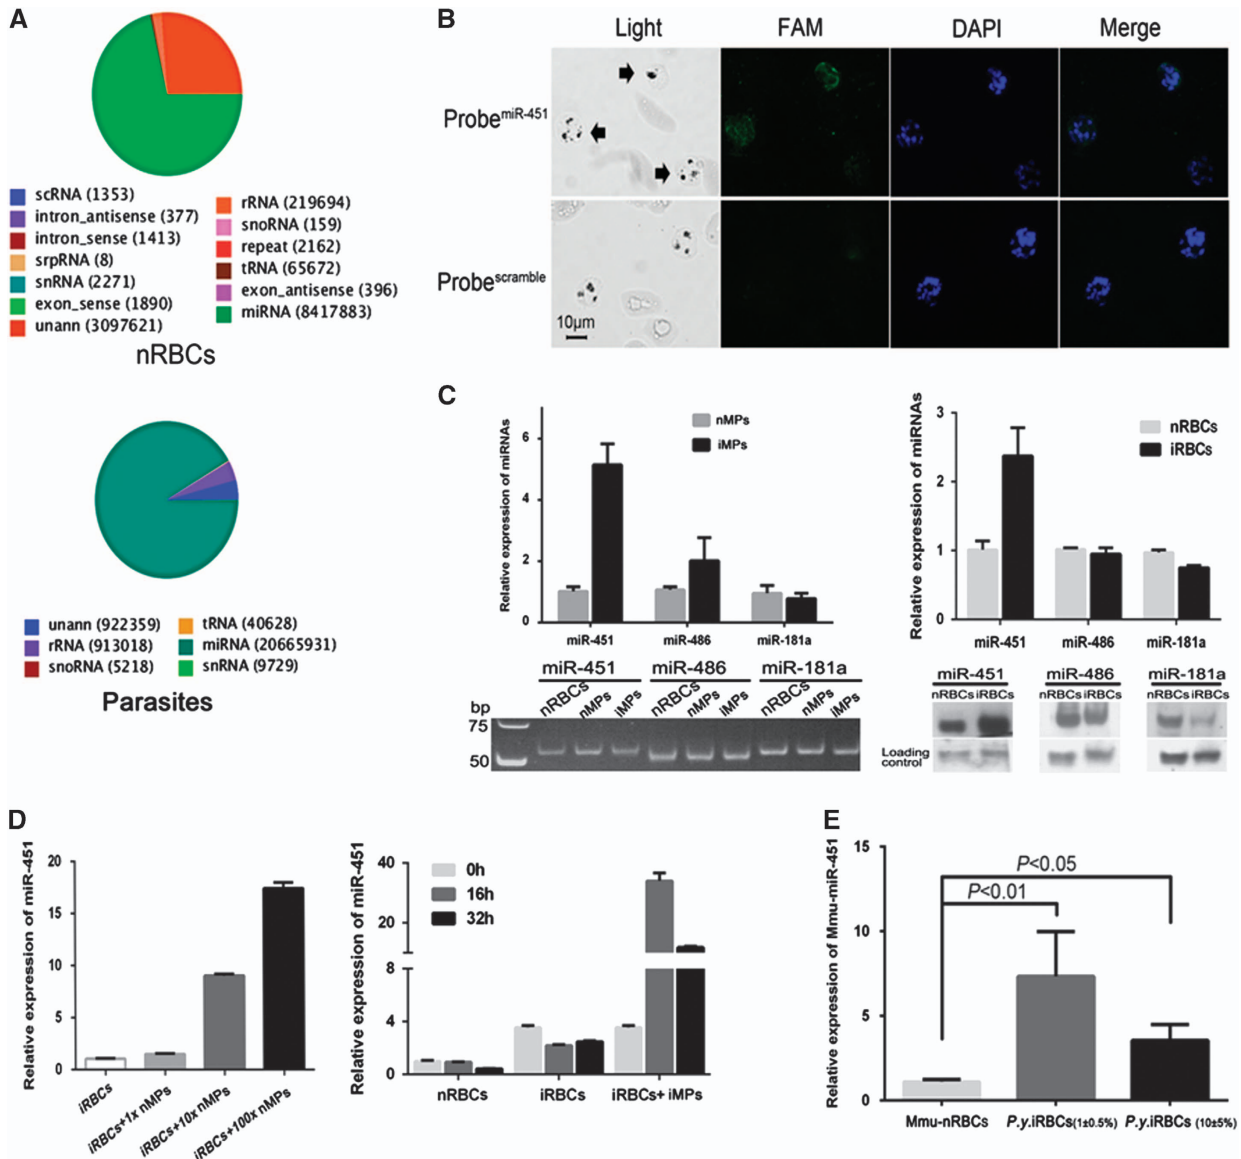 A
scRNA (1353)
intron_antisense (377)
intron_sense (1413)
srpRNA (8)
snRNA (2271)
exon_sense (1890)
unann (3097621)
rRNA (219694)
snoRNA (159)
repeat (2162)
tRNA (65672)
exon_antisense (396)
miRNA (8417883)
nRBCs
unann (922359)
rRNA (913018)
snoRNA (5218)
tRNA (40628)
miRNA (20665931)
snRNA (9729)
Parasites
B
Light FAM DAPI Merge
Probe^miR-451
Probe^scramble
10μm
C
Relative expression of miRNAs
6
4
2
0
nMPs
iMPs
miR-451 miR-486 miR-181a
miR-451 miR-486 miR-181a
nRBCs nMPs iMPs nRBCs nMPs iMPs nRBCs nMPs iMPs
bp
75
50
Relative expression of miRNAs
3
2
1
0
nRBCs
iRBCs
miR-451 miR-486 miR-181a
miR-451 miR-486 miR-181a
nRBCs iRBCs nRBCs iRBCs nRBCs iRBCs
Loading
control
D
Relative expression of miR-451
20
15
10
5
0
iRBCs iRBCs+1x nMPs iRBCs+10x nMPs iRBCs+100x nMPs
Relative expression of miR-451
40
20
0
8
4
0
0h
16h
32h
nRBCs iRBCs iRBCs+ iMPs
E
Relative expression of Mmu-miR-451
15
10
5
0
P<0.05
P<0.01
Mmu-nRBCs P.y.iRBCs(1±0.5%) P.y.iRBCs (10±5%)